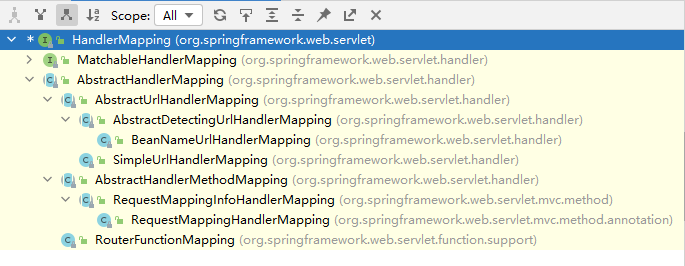 Scope: All
* HandlerMapping (org.springframework.web.servlet)
MatchableHandlerMapping (org.springframework.web.servlet.handler)
AbstractHandlerMapping (org.springframework.web.servlet.handler)
AbstractUrlHandlerMapping (org.springframework.web.servlet.handler)
AbstractDetectingUrlHandlerMapping (org.springframework.web.servlet.handler)
BeanNameUrlHandlerMapping (org.springframework.web.servlet.handler)
SimpleUrlHandlerMapping (org.springframework.web.servlet.handler)
AbstractHandlerMethodMapping (org.springframework.web.servlet.handler)
RequestMappingInfoHandlerMapping (org.springframework.web.servlet.mvc.method)
RequestMappingHandlerMapping (org.springframework.web.servlet.mvc.method.annotation)
RouterFunctionMapping (org.springframework.web.servlet.function.support)